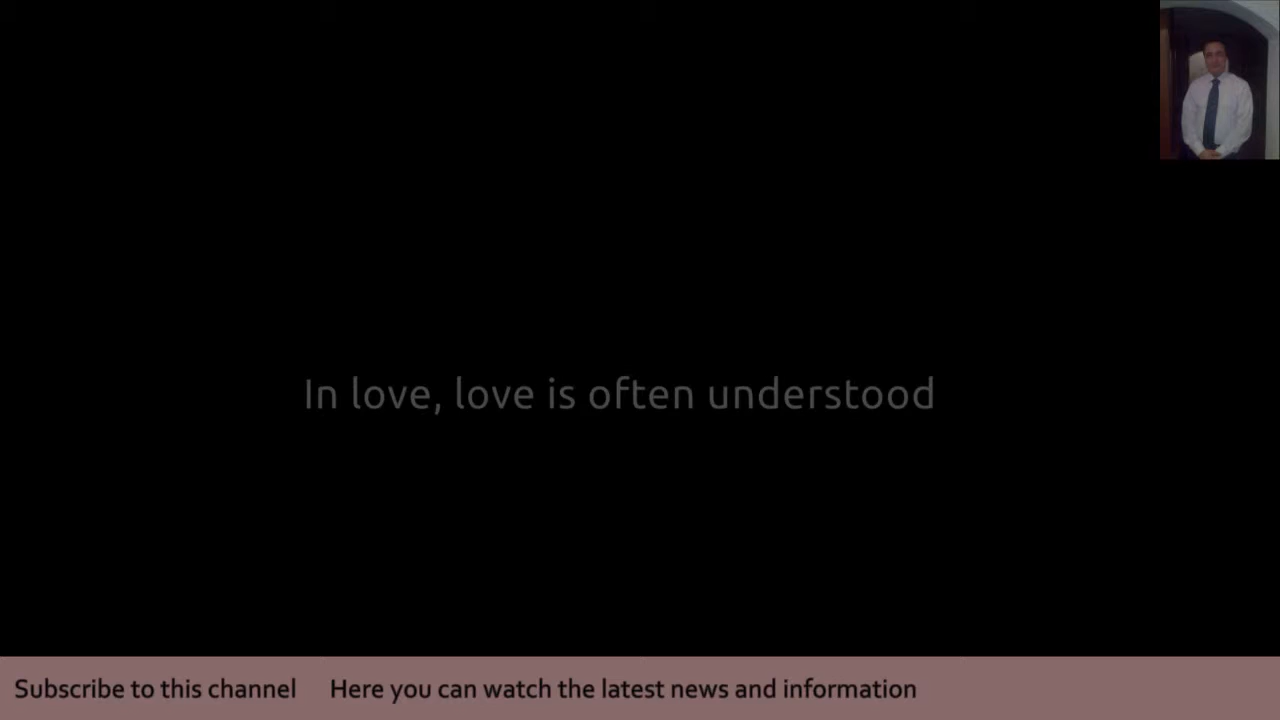 In love, love is often understood
Subscribe to this channel Here you can watch the latest news and information